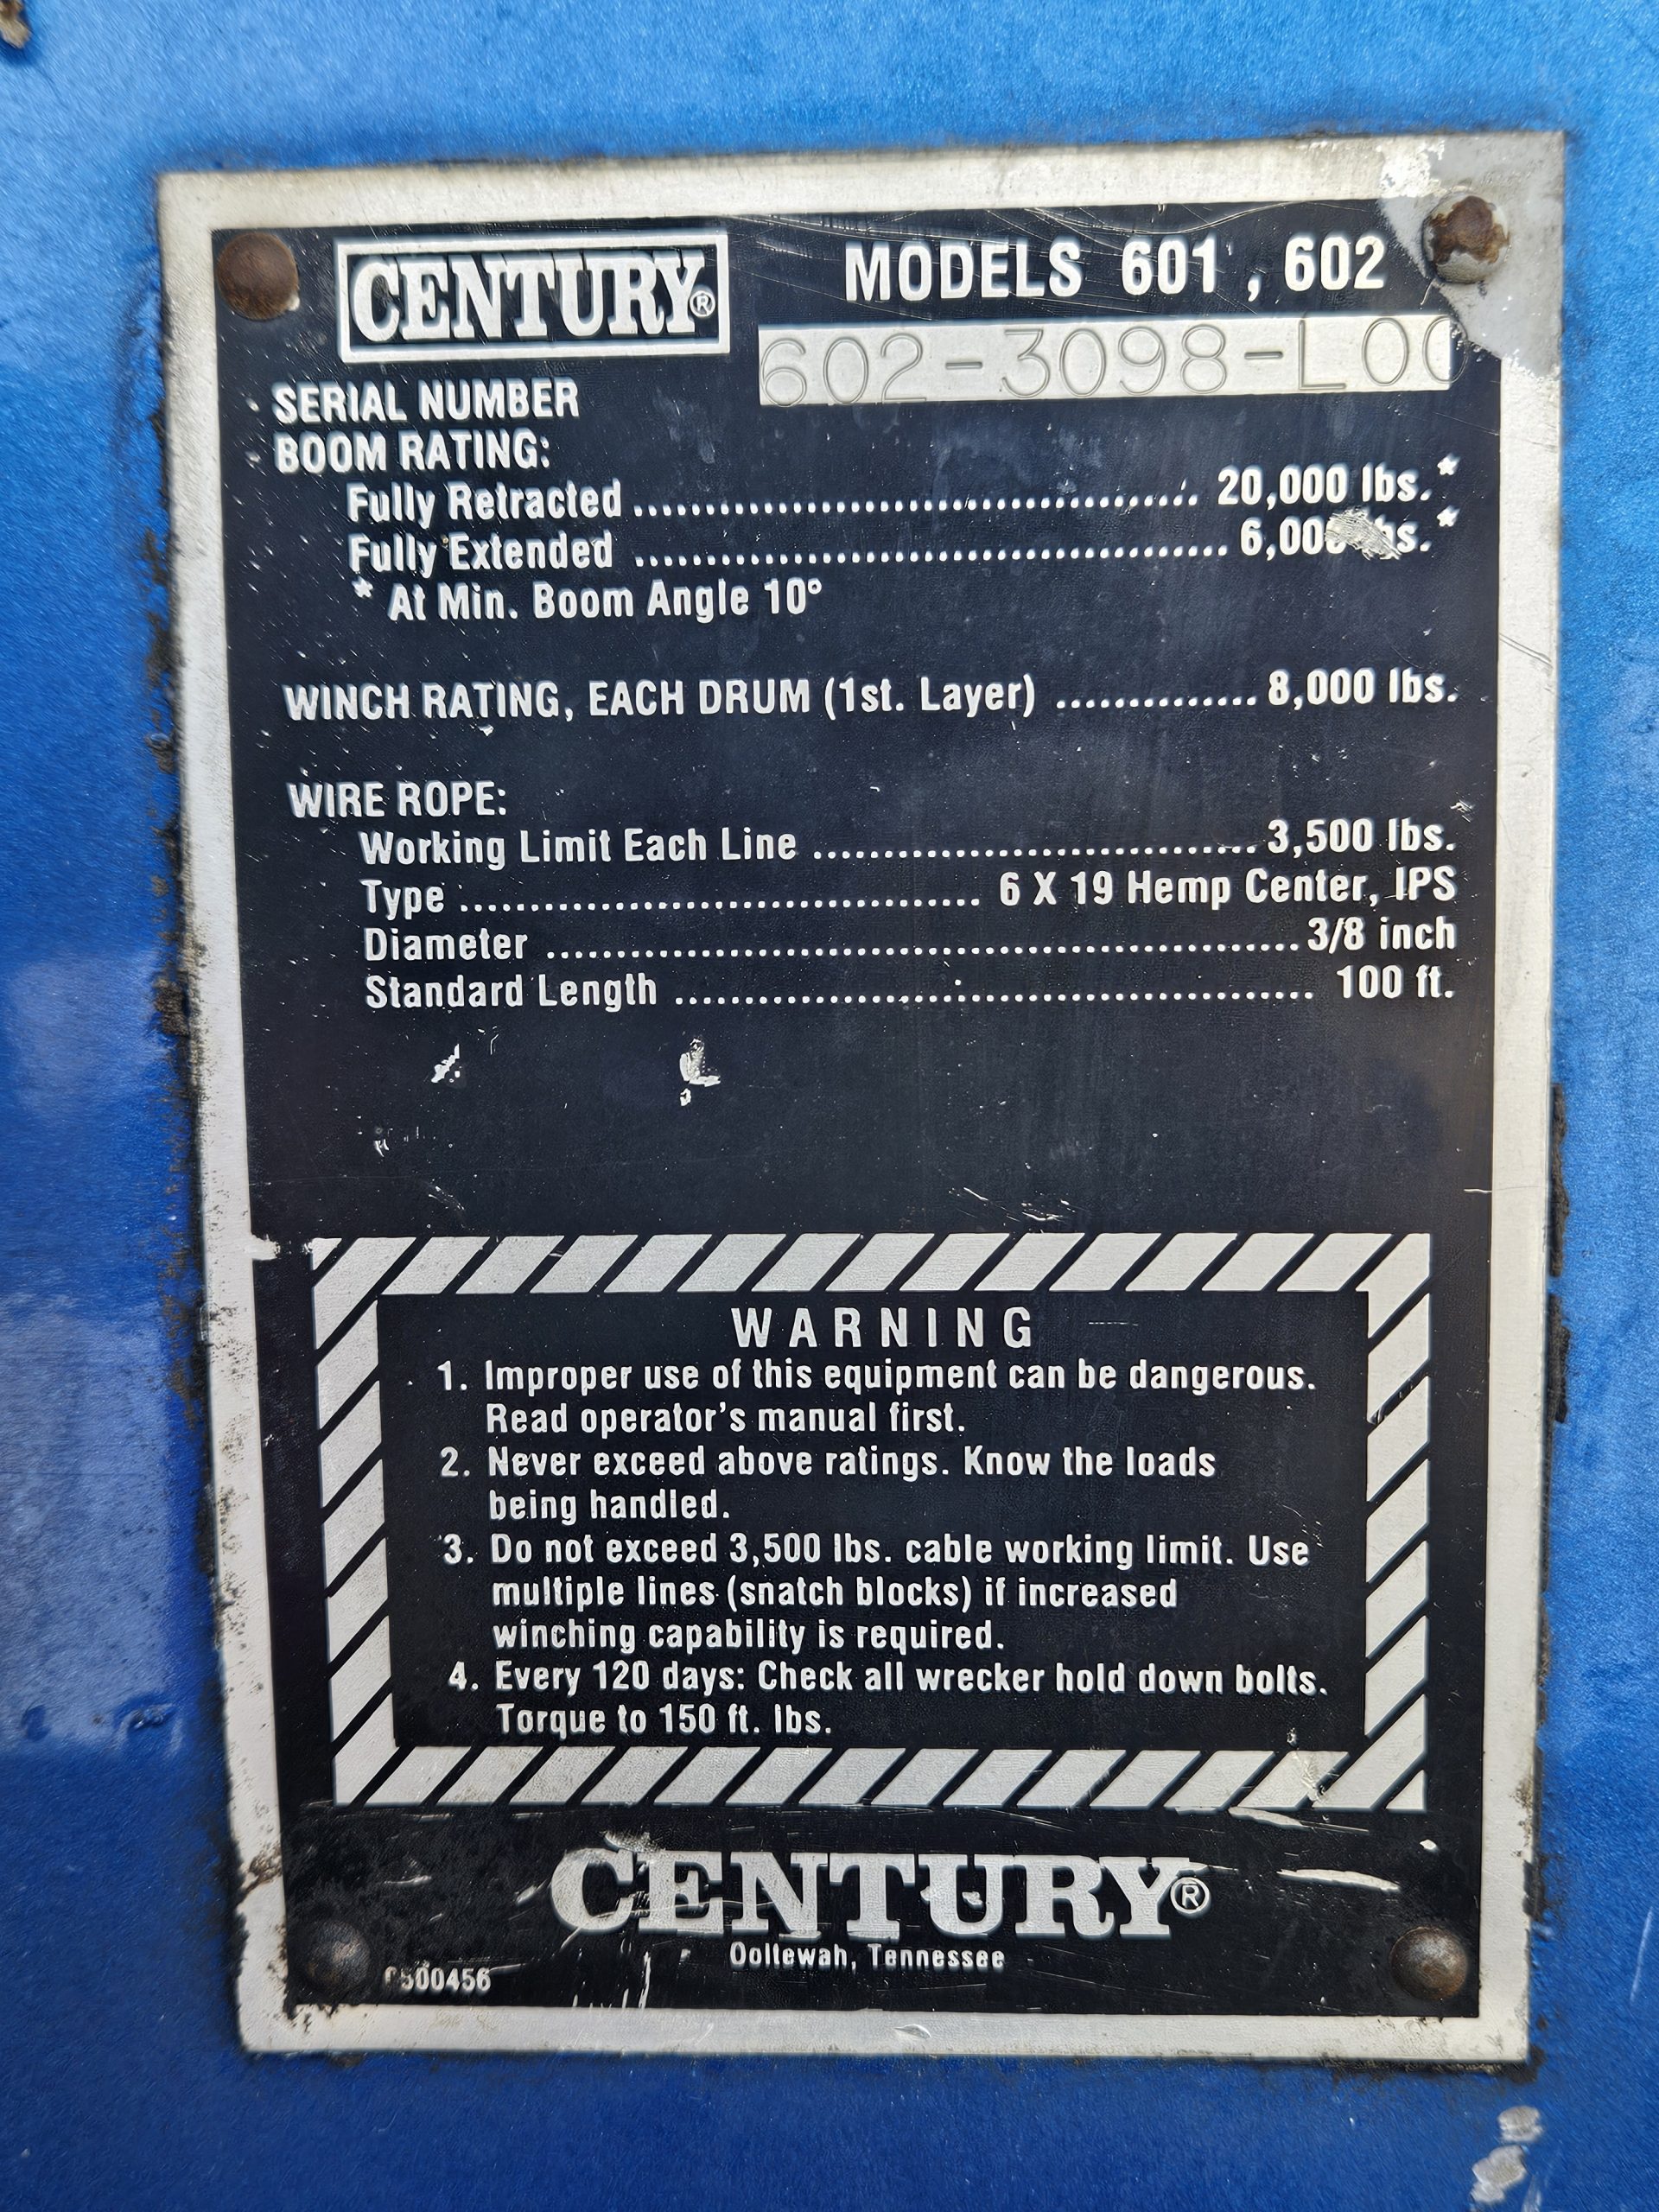 CENTURY®
MODELS 601, 602
602-3098-L00
SERIAL NUMBER
BOOM RATING:
Fully Retracted ........................................ 20,000 lbs.*
Fully Extended .......................................... 6,000 lbs.*
* At Min. Boom Angle 10°
WINCH RATING, EACH DRUM (1st. Layer) .............. 8,000 lbs.
WIRE ROPE:
Working Limit Each Line ............................... 3,500 lbs.
Type ..................................... 6 X 19 Hemp Center, IPS
Diameter ..................................................... 3/8 inch
Standard Length ............................................. 100 ft.
WARNING
1. Improper use of this equipment can be dangerous.
Read operator's manual first.
2. Never exceed above ratings. Know the loads
being handled.
3. Do not exceed 3,500 lbs. cable working limit. Use
multiple lines (snatch blocks) if increased
winching capability is required.
4. Every 120 days: Check all wrecker hold down bolts.
Torque to 150 ft. lbs.
CENTURY®
Ooltewah, Tennessee